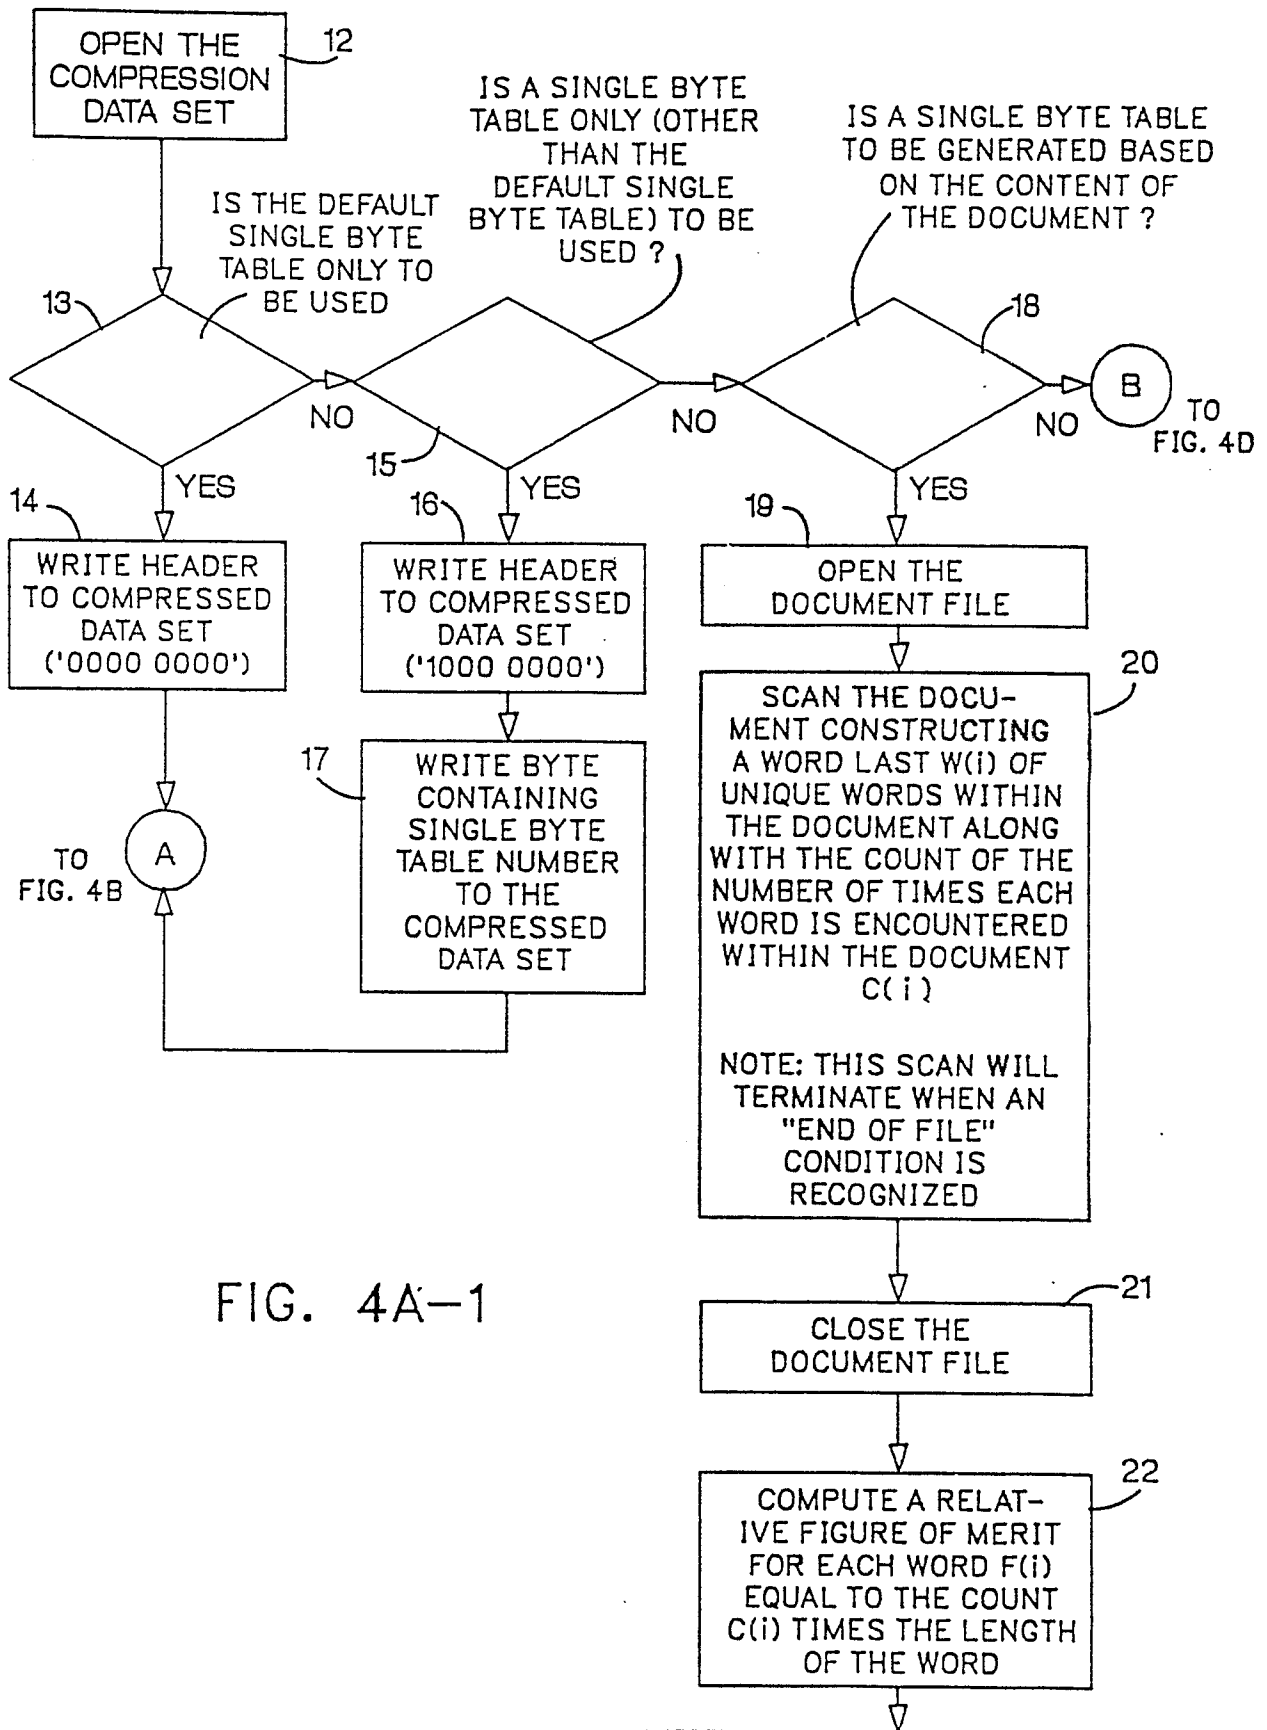 OPEN THE
COMPRESSION
DATA SET
12
IS THE DEFAULT
SINGLE BYTE
TABLE ONLY TO
BE USED
IS A SINGLE BYTE
TABLE ONLY (OTHER
THAN THE
DEFAULT SINGLE
BYTE TABLE) TO BE
USED ?
IS A SINGLE BYTE TABLE
TO BE GENERATED BASED
ON THE CONTENT OF
THE DOCUMENT ?
13
NO
15
NO
18
NO
B
TO
FIG. 4D
YES
YES
YES
14
WRITE HEADER
TO COMPRESSED
DATA SET
('0000 0000')
A
TO
FIG. 4B
16
WRITE HEADER
TO COMPRESSED
DATA SET
('1000 0000')
17
WRITE BYTE
CONTAINING
SINGLE BYTE
TABLE NUMBER
TO THE
COMPRESSED
DATA SET
19
OPEN THE
DOCUMENT FILE
20
SCAN THE DOCU-
MENT CONSTRUCTING
A WORD LAST W(i) OF
UNIQUE WORDS WITHIN
THE DOCUMENT ALONG
WITH THE COUNT OF THE
NUMBER OF TIMES EACH
WORD IS ENCOUNTERED
WITHIN THE DOCUMENT
C(i)
NOTE: THIS SCAN WILL
TERMINATE WHEN AN
"END OF FILE"
CONDITION IS
RECOGNIZED
21
CLOSE THE
DOCUMENT FILE
22
COMPUTE A RELAT-
IVE FIGURE OF MERIT
FOR EACH WORD F(i)
EQUAL TO THE COUNT
C(i) TIMES THE LENGTH
OF THE WORD
FIG. 4A-1